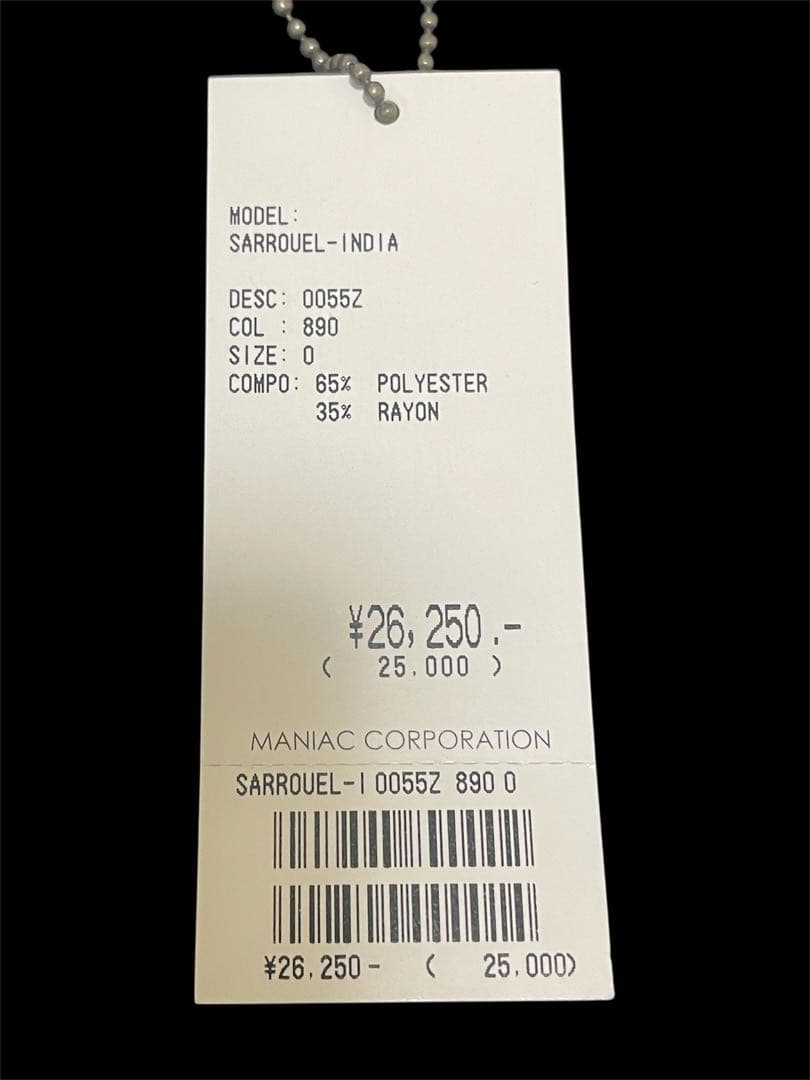 MODEL:
SARROUEL-INDIA
DESC: 0055Z
COL : 890
SIZE: 0
COMPO: 65% POLYESTER
35% RAYON
¥26,250.-
( 25,000 )
MANIAC CORPORATION
SARROUEL-I 0055Z 890 0
¥26,250- ( 25,000)